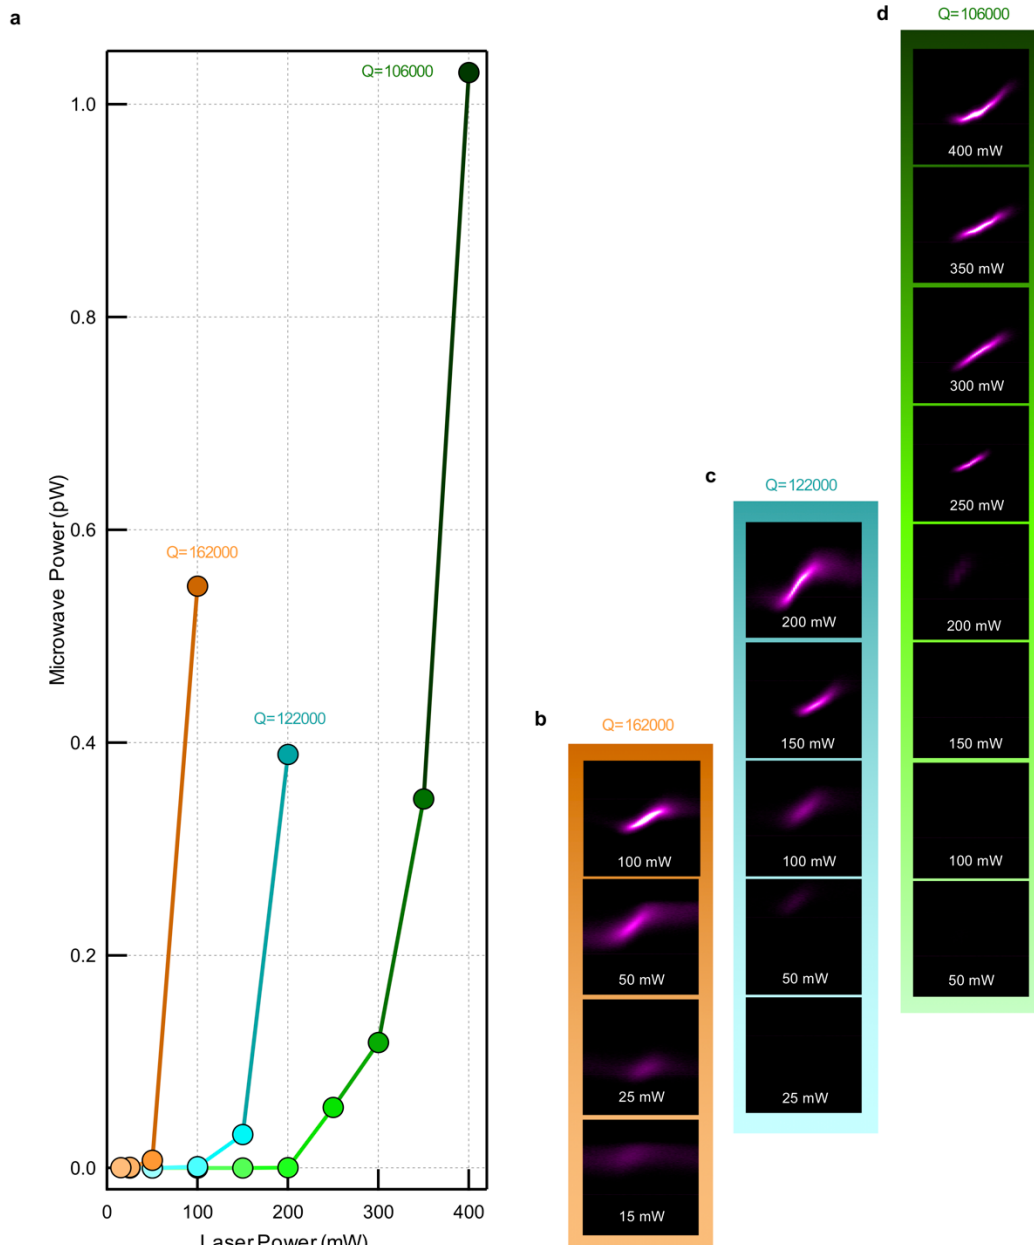 a
Q=106000
1.0
0.8
0.6
0.4
0.2
0.0
Microwave Power (pW)
Q=162000
Q=122000
0
100
200
300
400
Laser Power (mW)
b
Q=162000
100 mW
50 mW
25 mW
15 mW
c
Q=122000
200 mW
150 mW
100 mW
50 mW
25 mW
d
Q=106000
400 mW
350 mW
300 mW
250 mW
200 mW
150 mW
100 mW
50 mW